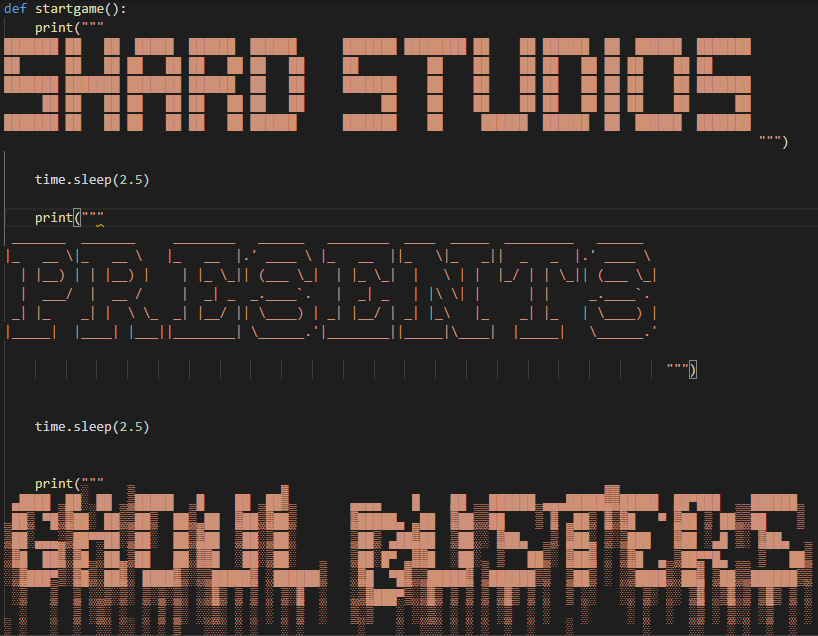 def startgame():
print("""
SHARD STUDIOS
""")
time.sleep(2.5)
print("""
PRESENTS
""")
time.sleep(2.5)
print("""
GHOUL BUSTERS